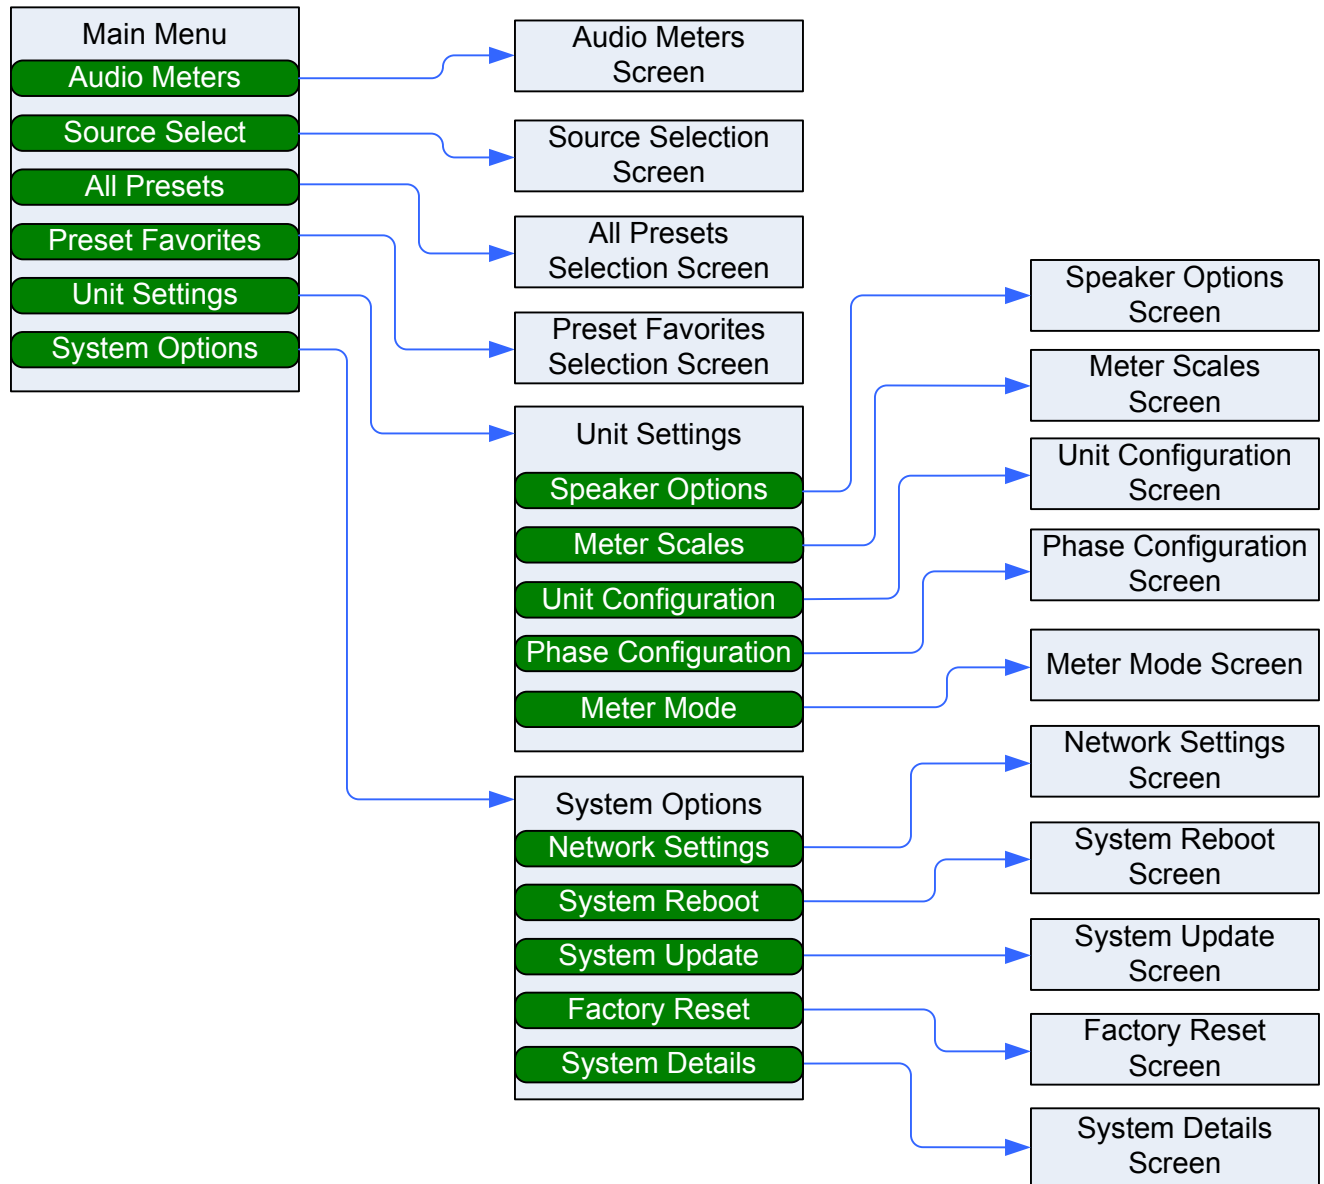 Main Menu
Audio Meters
Source Select
All Presets
Preset Favorites
Unit Settings
System Options
Audio Meters
Screen
Source Selection
Screen
All Presets
Selection Screen
Preset Favorites
Selection Screen
Unit Settings
Speaker Options
Meter Scales
Unit Configuration
Phase Configuration
Meter Mode
System Options
Network Settings
System Reboot
System Update
Factory Reset
System Details
Speaker Options
Screen
Meter Scales
Screen
Unit Configuration
Screen
Phase Configuration
Screen
Meter Mode Screen
Network Settings
Screen
System Reboot
Screen
System Update
Screen
Factory Reset
Screen
System Details
Screen